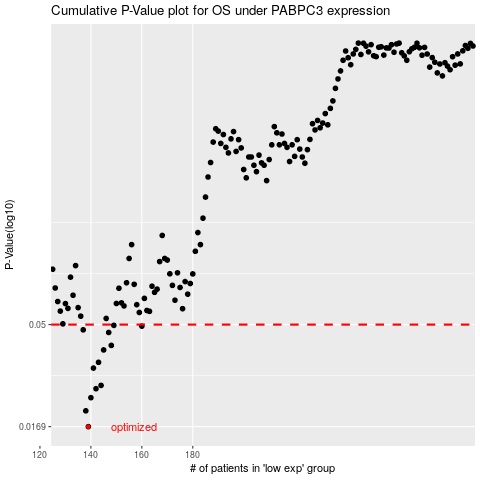 Cumulative P-Value plot for OS under PABPC3 expression
P-Value(log10)
0.05
0.0169
optimized
120 140 160 180
# of patients in 'low exp' group